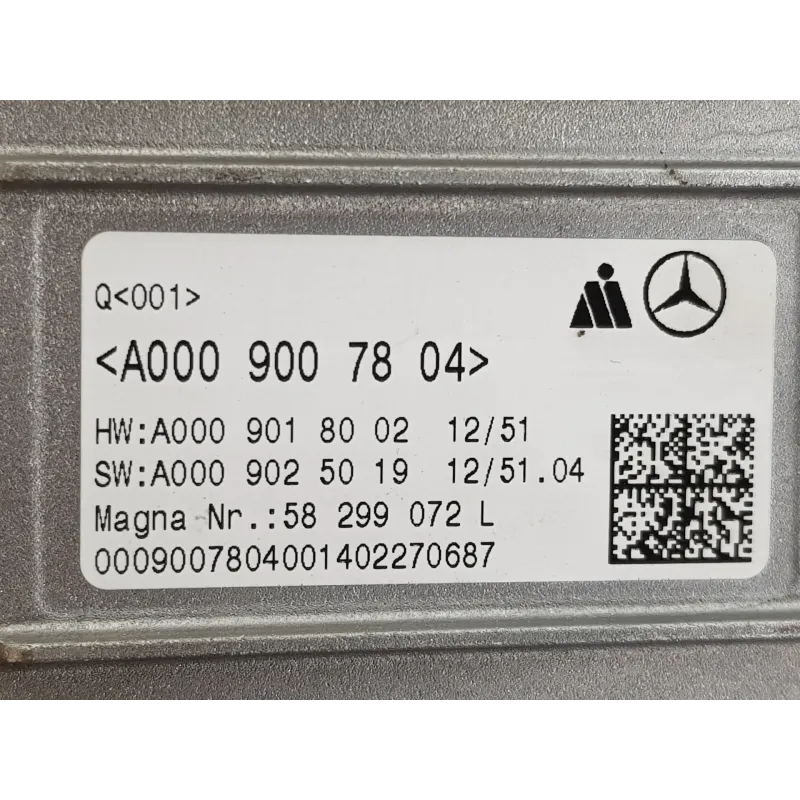 Q<001>
<A000 900 78 04>
HW:A000 901 80 02 12/51
SW:A000 902 50 19 12/51.04
Magna Nr.:58 299 072 L
0009007804001402270687